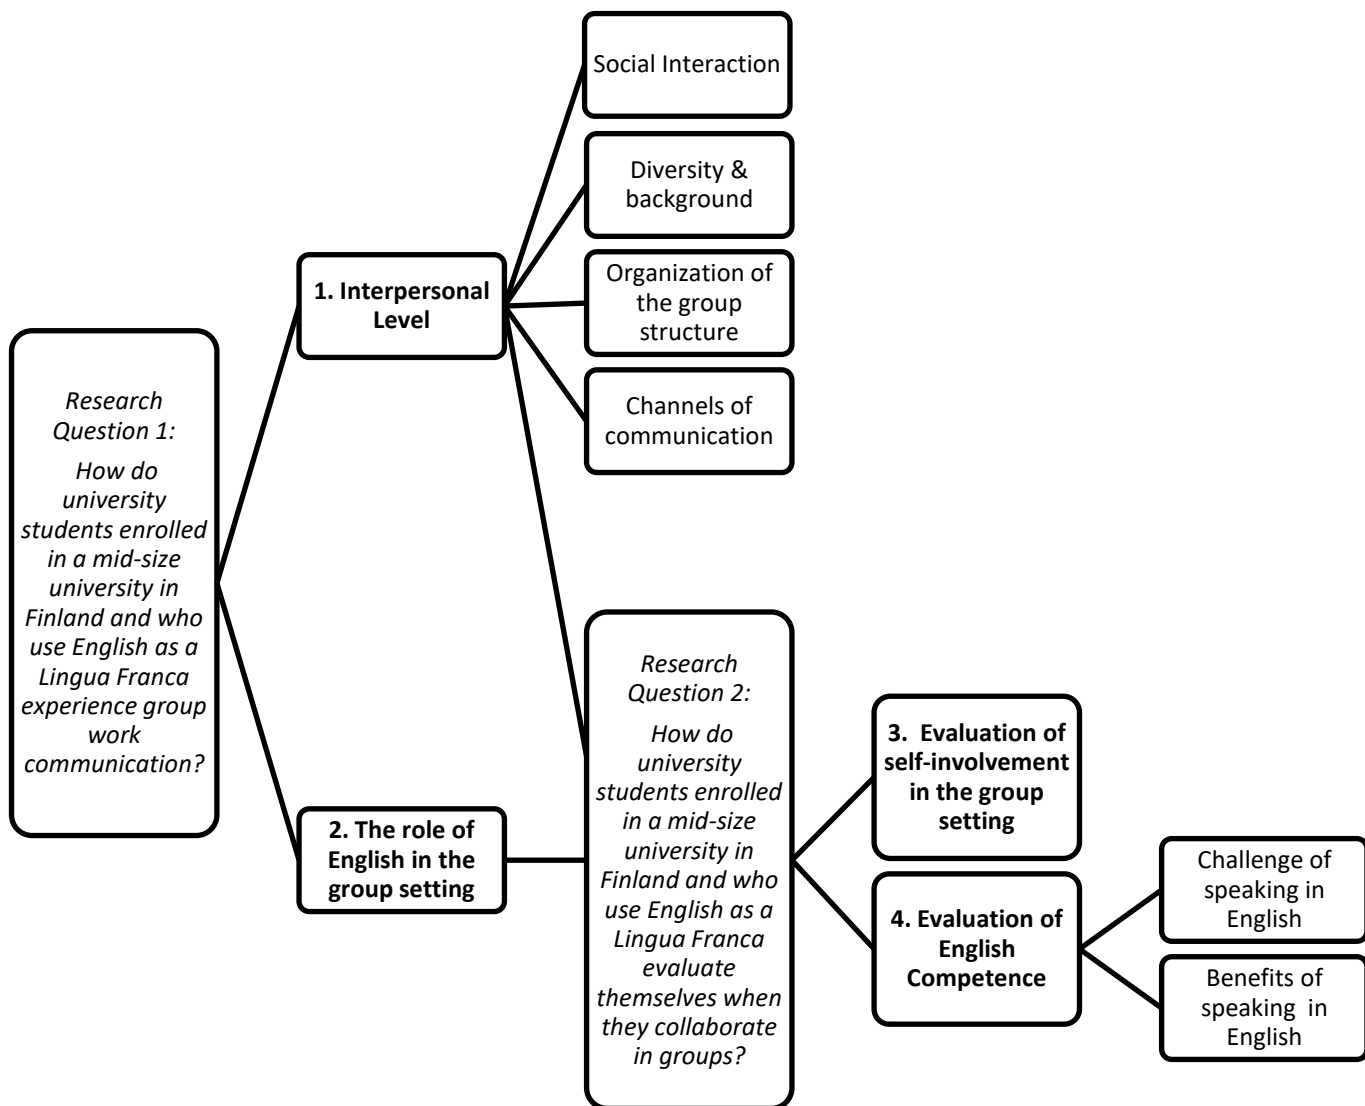 Social Interaction
Diversity &
background
Organization of
the group
structure
Channels of
communication
1. Interpersonal
Level
Research
Question 1:
How do
university
students enrolled
in a mid-size
university in
Finland and who
use English as a
Lingua Franca
experience group
work
communication?
2. The role of
English in the
group setting
Research
Question 2:
How do
university
students enrolled
in a mid-size
university in
Finland and who
use English as a
Lingua Franca
evaluate
themselves when
they collaborate
in groups?
3.  Evaluation of
self-involvement
in the group
setting
4. Evaluation of
English
Competence
Challenge of
speaking in
English
Benefits of
speaking  in
English